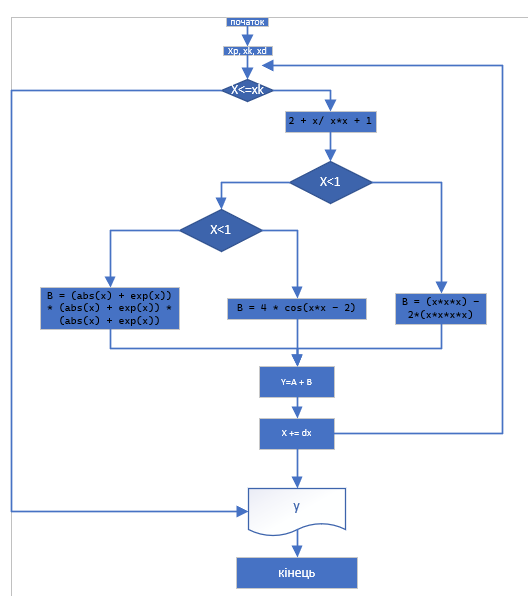 початок
Xp, xk, xd
X<=xk
2 + x/ x*x + 1
X<1
X<1
B = (abs(x) + exp(x))
* (abs(x) + exp(x)) *
(abs(x) + exp(x))
B = 4 * cos(x*x - 2)
B = (x*x*x) -
2*(x*x*x*x)
Y=A + B
X += dx
y
кінець